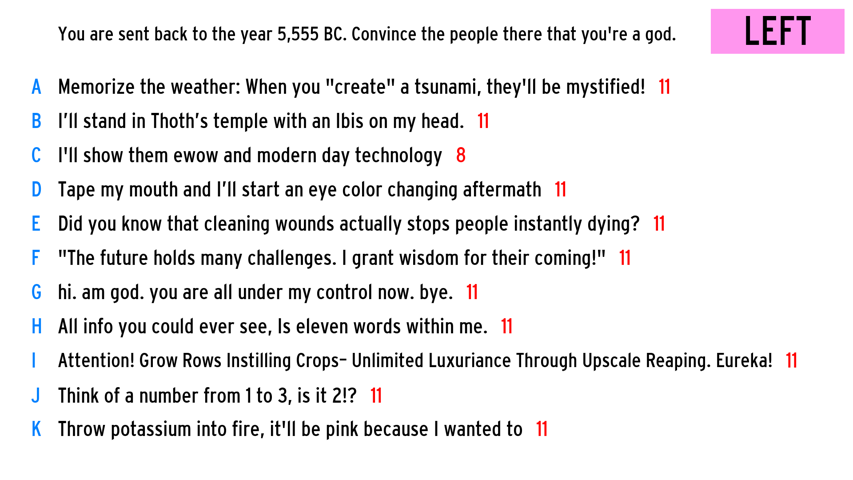 You are sent back to the year 5,555 BC. Convince the people there that you're a god.
LEFT
A Memorize the weather: When you "create" a tsunami, they'll be mystified! 11
B I’ll stand in Thoth’s temple with an Ibis on my head. 11
C I'll show them ewow and modern day technology 8
D Tape my mouth and I’ll start an eye color changing aftermath 11
E Did you know that cleaning wounds actually stops people instantly dying? 11
F "The future holds many challenges. I grant wisdom for their coming!" 11
G hi. am god. you are all under my control now. bye. 11
H All info you could ever see, Is eleven words within me. 11
I Attention! Grow Rows Instilling Crops– Unlimited Luxuriance Through Upscale Reaping. Eureka! 11
J Think of a number from 1 to 3, is it 2!? 11
K Throw potassium into fire, it'll be pink because I wanted to 11